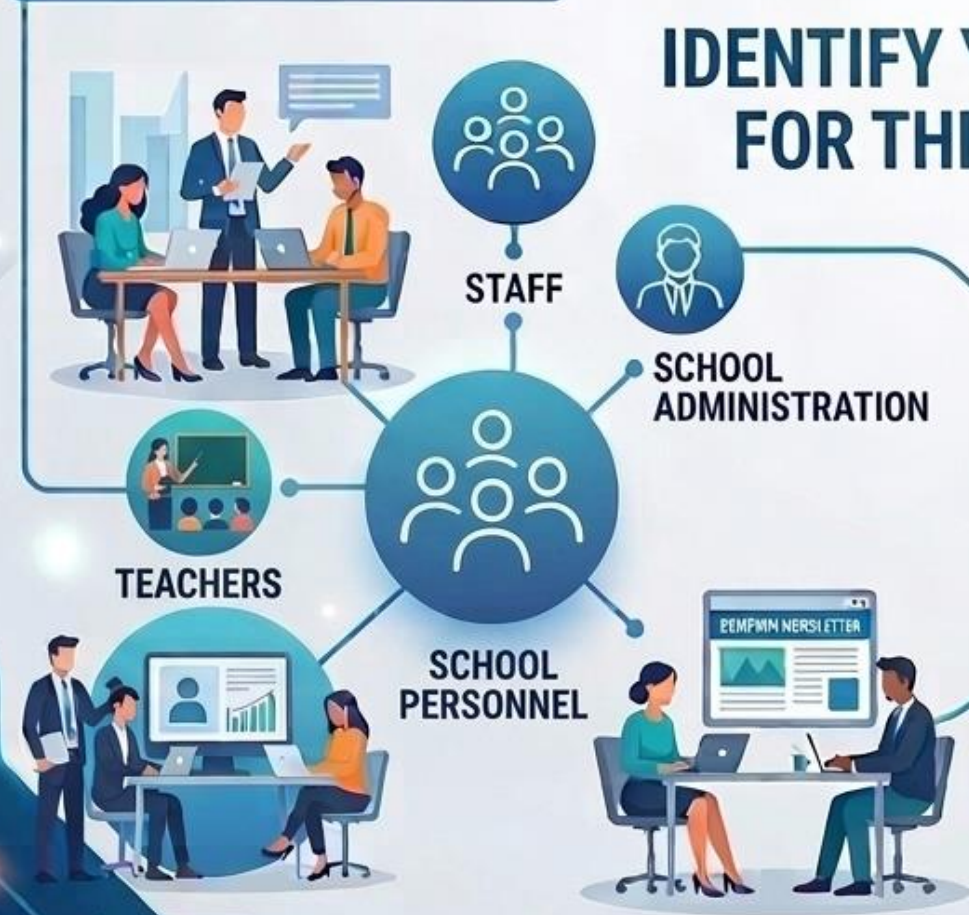 IDENTIFY
FOR TH
STAFF
SCHOOL
ADMINISTRATION
TEACHERS
SCHOOL
PERSONNEL